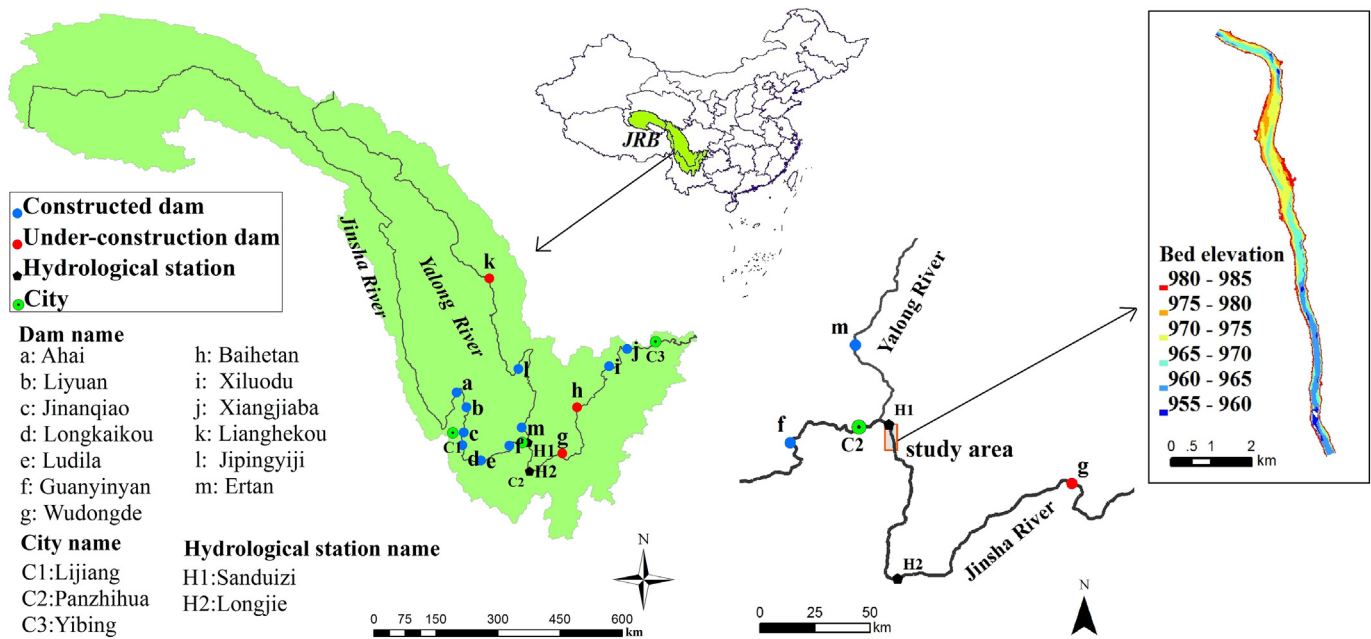 JRB
Constructed dam
Under-construction dam
Hydrological station
City
Jinsha River
Yalong River
k
l
a
b
c
C1
d
e
f
m
H1
H2
C2
g
h
i
j
C3
Dam name
a: Ahai
b: Liyuan
c: Jinanqiao
d: Longkaikou
e: Ludila
f: Guanyinyan
g: Wudongde
h: Baihetan
i: Xiluodu
j: Xiangjiaba
k: Lianghekou
l: Jipingyiji
m: Ertan
City name
C1:Lijiang
C2:Panzhihua
C3:Yibing
Hydrological station name
H1:Sanduizi
H2:Longjie
N
0 75 150 300 450 600
km
Yalong River
m
H1
f
C2
study area
g
Jinsha River
H2
N
0 25 50
km
Bed elevation
980 - 985
975 - 980
970 - 975
965 - 970
960 - 965
955 - 960
0 0.5 1 2
km